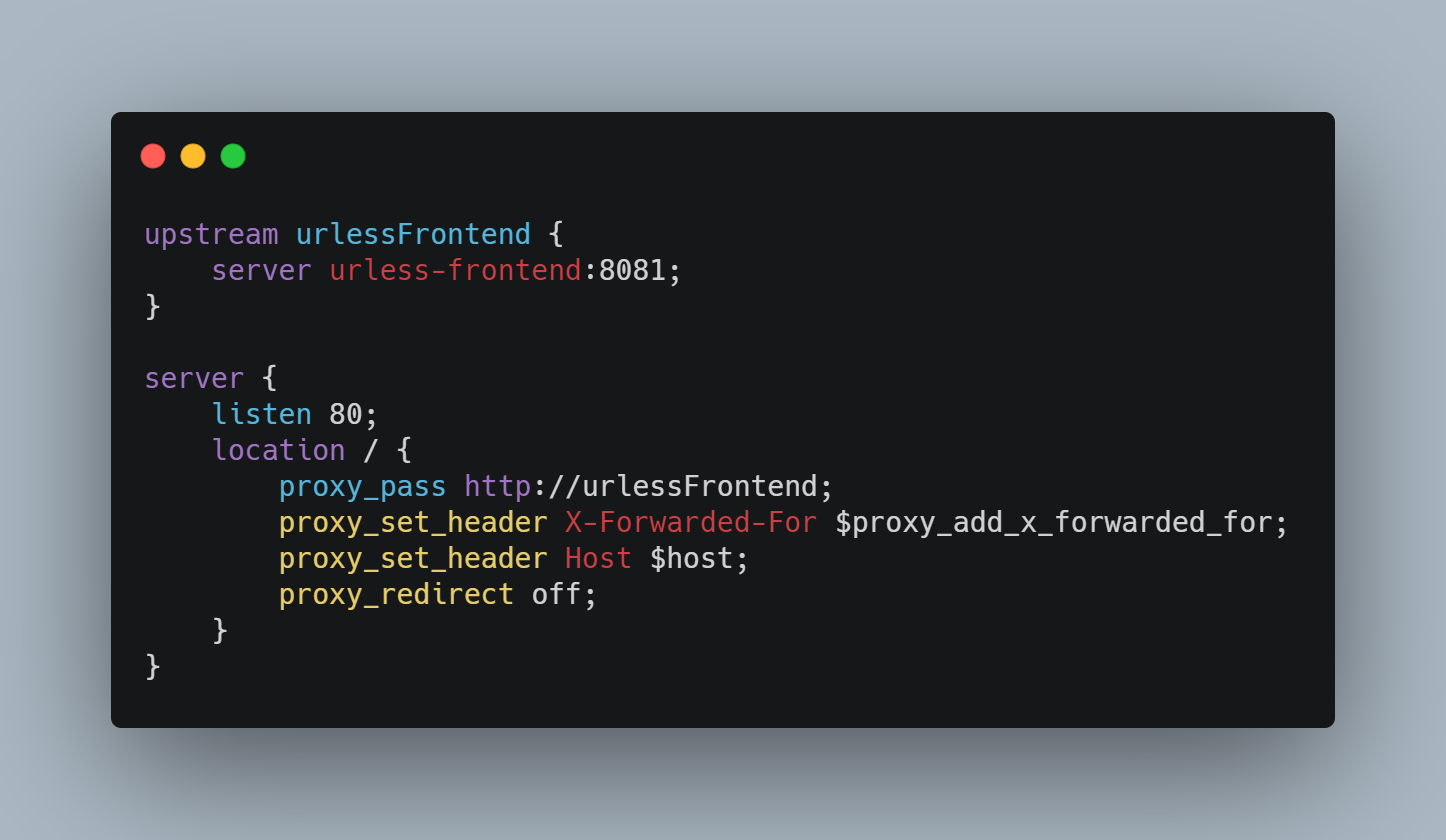 upstream urlessFrontend {
    server urless-frontend:8081;
}

server {
    listen 80;
    location / {
        proxy_pass http://urlessFrontend;
        proxy_set_header X-Forwarded-For $proxy_add_x_forwarded_for;
        proxy_set_header Host $host;
        proxy_redirect off;
    }
}